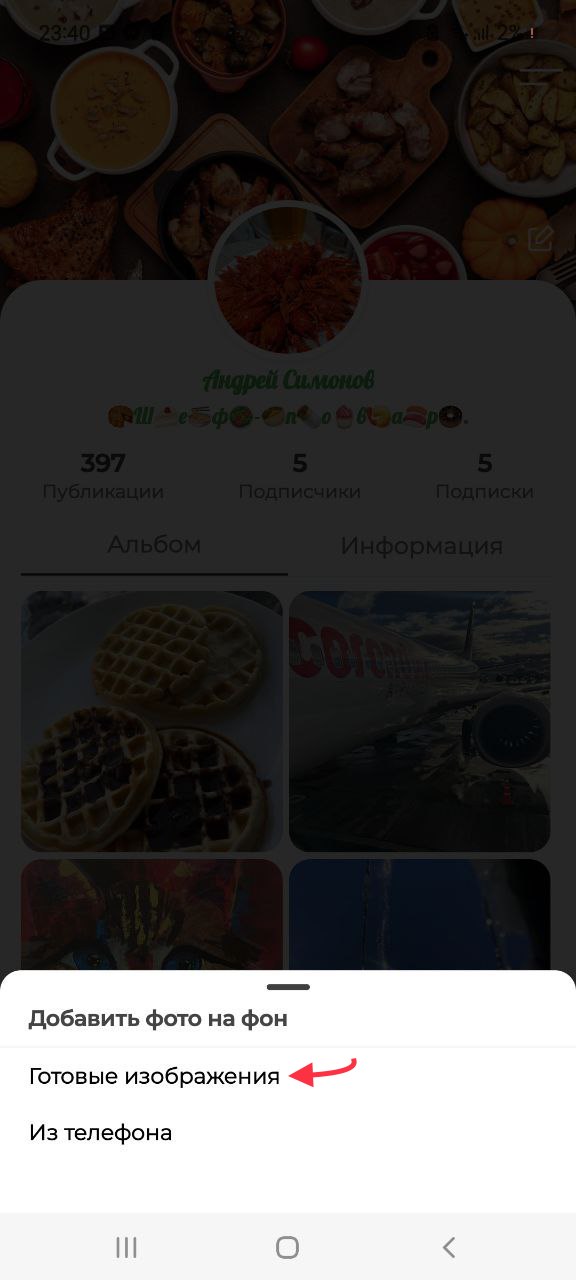 23:40 2%!
Андрей Симонов
Ш е ф - п о в а р .
397 5 5
Публикации Подписчики Подписки
Альбом Информация
Добавить фото на фон
Готовые изображения
Из телефона